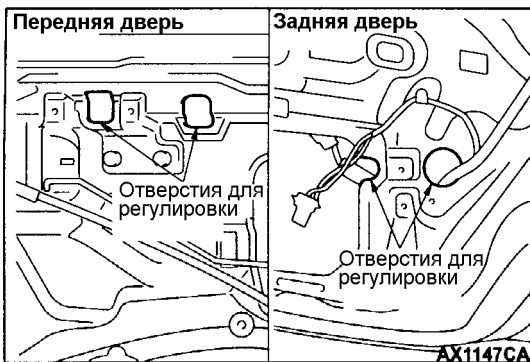 Передняя дверь
Отверстия для
регулировки
Задняя дверь
Отверстия для
регулировки
AX1147CA